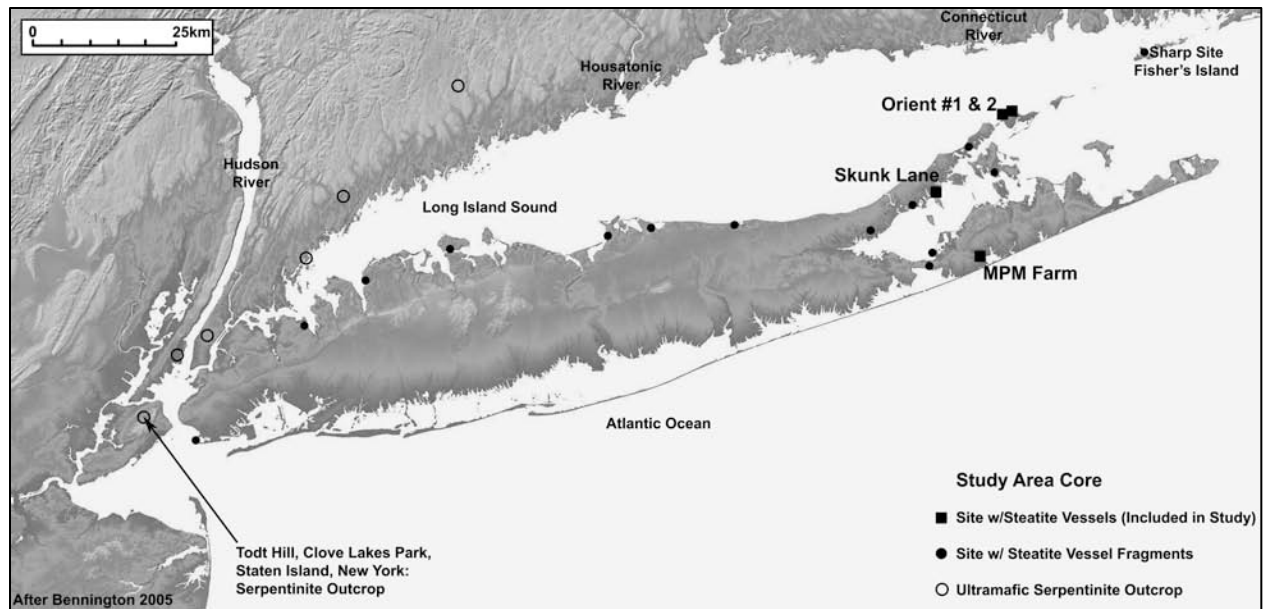 0 25km
Connecticut
River
Sharp Site
Fisher's Island
Housatonic
River
Orient #1 & 2
Hudson
River
Skunk Lane
Long Island Sound
MPM Farm
Atlantic Ocean
Study Area Core
Site w/Steatite Vessels (Included in Study)
Site w/ Steatite Vessel Fragments
Ultramafic Serpentinite Outcrop
Todt Hill, Clove Lakes Park,
Staten Island, New York:
Serpentinite Outcrop
After Bennington 2005